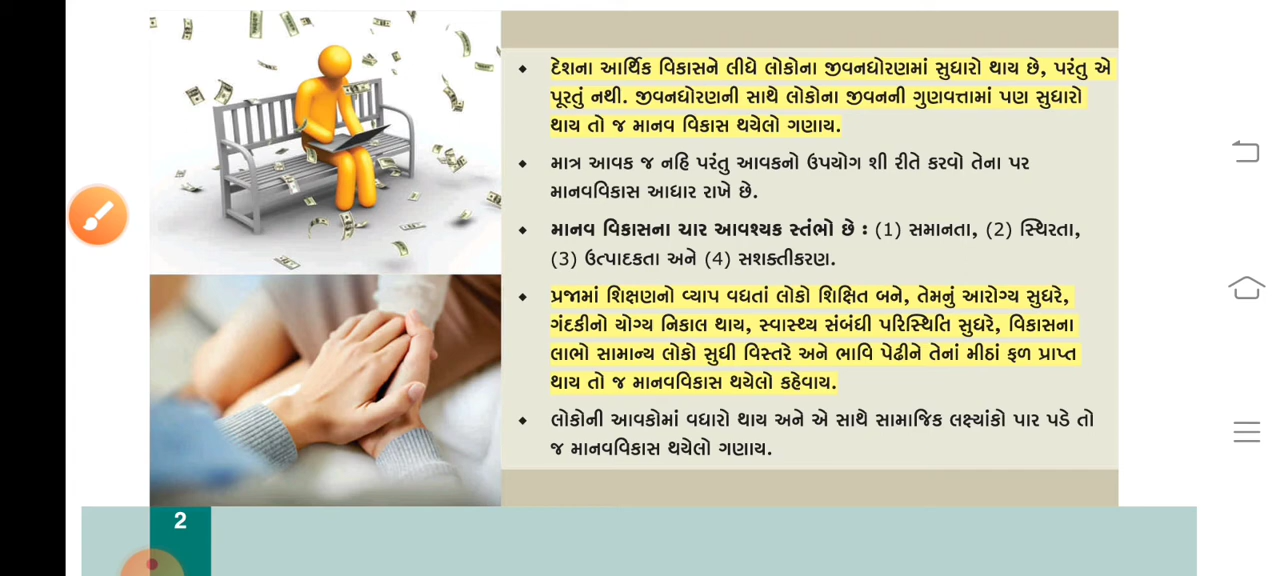 દેશના આર્થિક વિકાસને લીધે લોકોના જીવનધોરણમાં સુધારો થાય છે, પરંતુ એ
પૂરતું નથી. જીવનધોરણની સાથે લોકોના જીવનની ગુણવત્તામાં પણ સુધારો
થાય તો જ માનવ વિકાસ થયેલો ગણાય.
માત્ર આવક જ નહિ પરંતુ આવકનો ઉપયોગ શી રીતે કરવો તેના પર
માનવવિકાસ આધાર રાખે છે.
માનવ વિકાસના ચાર આવશ્યક સ્તંભો છે : (1) સમાનતા, (2) સ્થિરતા,
(3) ઉત્પાદકતા અને (4) સશક્તીકરણ.
પ્રજામાં શિક્ષણનો વ્યાપ વધતાં લોકો શિક્ષિત બને, તેમનું આરોગ્ય સુધરે,
ગંદકીનો યોગ્ય નિકાલ થાય, સ્વાસ્થ્ય સંબંધી પરિસ્થિતિ સુધરે, વિકાસના
લાભો સામાન્ય લોકો સુધી વિસ્તરે અને ભાવિ પેઢીને તેનાં મીઠાં ફળ પ્રાપ્ત
થાય તો જ માનવવિકાસ થયેલો કહેવાય.
લોકોની આવકોમાં વધારો થાય અને એ સાથે સામાજિક લક્ષ્યાંકો પાર પડે તો
જ માનવવિકાસ થયેલો ગણાય.
2